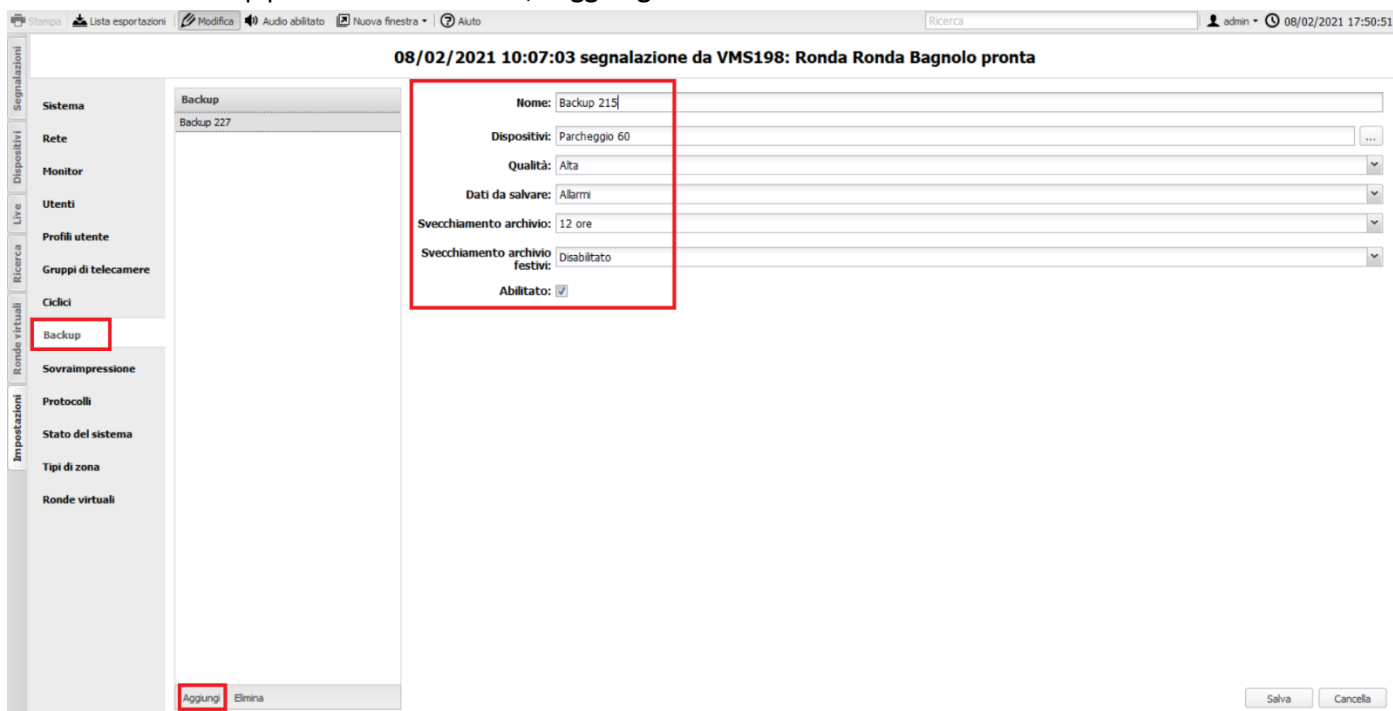 Stampa Lista esportazioni Modifica Audio abilitato Nuova finestra Aiuto Ricerca admin 08/02/2021 17:50:51
08/02/2021 10:07:03 segnalazione da VMS198: Ronda Ronda Bagnolo pronta
Segnalazioni
Dispositivi
Live
Ricerca
Ronde virtuali
Impostazioni
Sistema
Rete
Monitor
Utenti
Profili utente
Gruppi di telecamere
Ciclici
Backup
Sovraimpressione
Protocolli
Stato del sistema
Tipi di zona
Ronde virtuali
Backup
Backup 227
Aggiungi Elimina
Nome: Backup 215
Dispositivi: Parcheggio 60 ...
Qualità: Alta
Dati da salvare: Allarmi
Svecchiamento archivio: 12 ore
Svecchiamento archivio
festivi: Disabilitato
Abilitato:
Salva Cancella